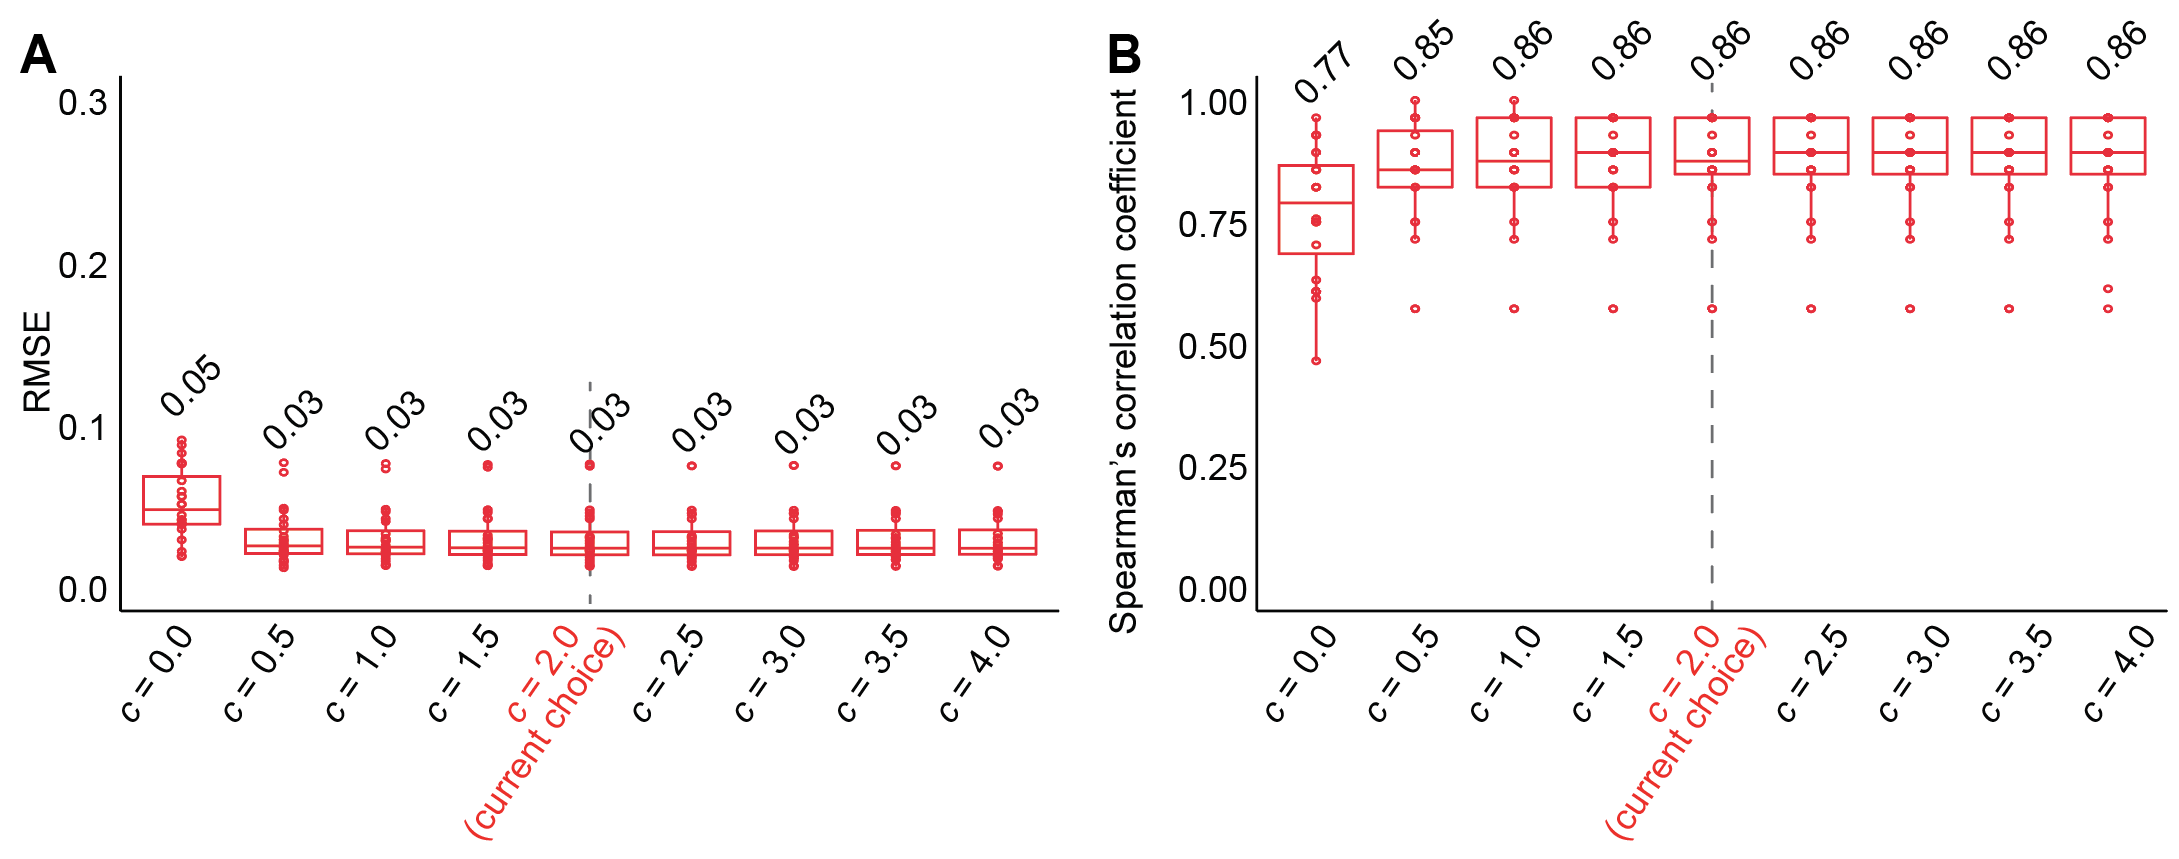 A
RMSE
0.3
0.2
0.1
0.0
0.05
0.03
0.03
0.03
0.03
0.03
0.03
0.03
0.03
c = 0.0
c = 0.5
c = 1.0
c = 1.5
c = 2.0
(current choice)
c = 2.5
c = 3.0
c = 3.5
c = 4.0
B
Spearman’s correlation coefficient
1.00
0.75
0.50
0.25
0.00
0.77
0.85
0.86
0.86
0.86
0.86
0.86
0.86
0.86
c = 0.0
c = 0.5
c = 1.0
c = 1.5
c = 2.0
(current choice)
c = 2.5
c = 3.0
c = 3.5
c = 4.0